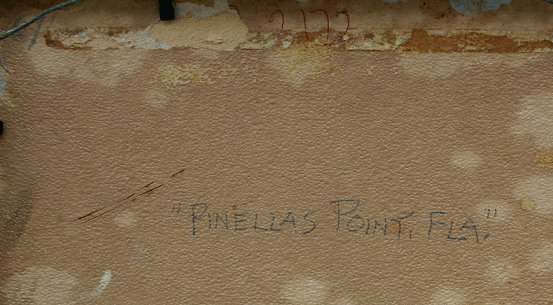 "PINELLAS POINT, FLA."